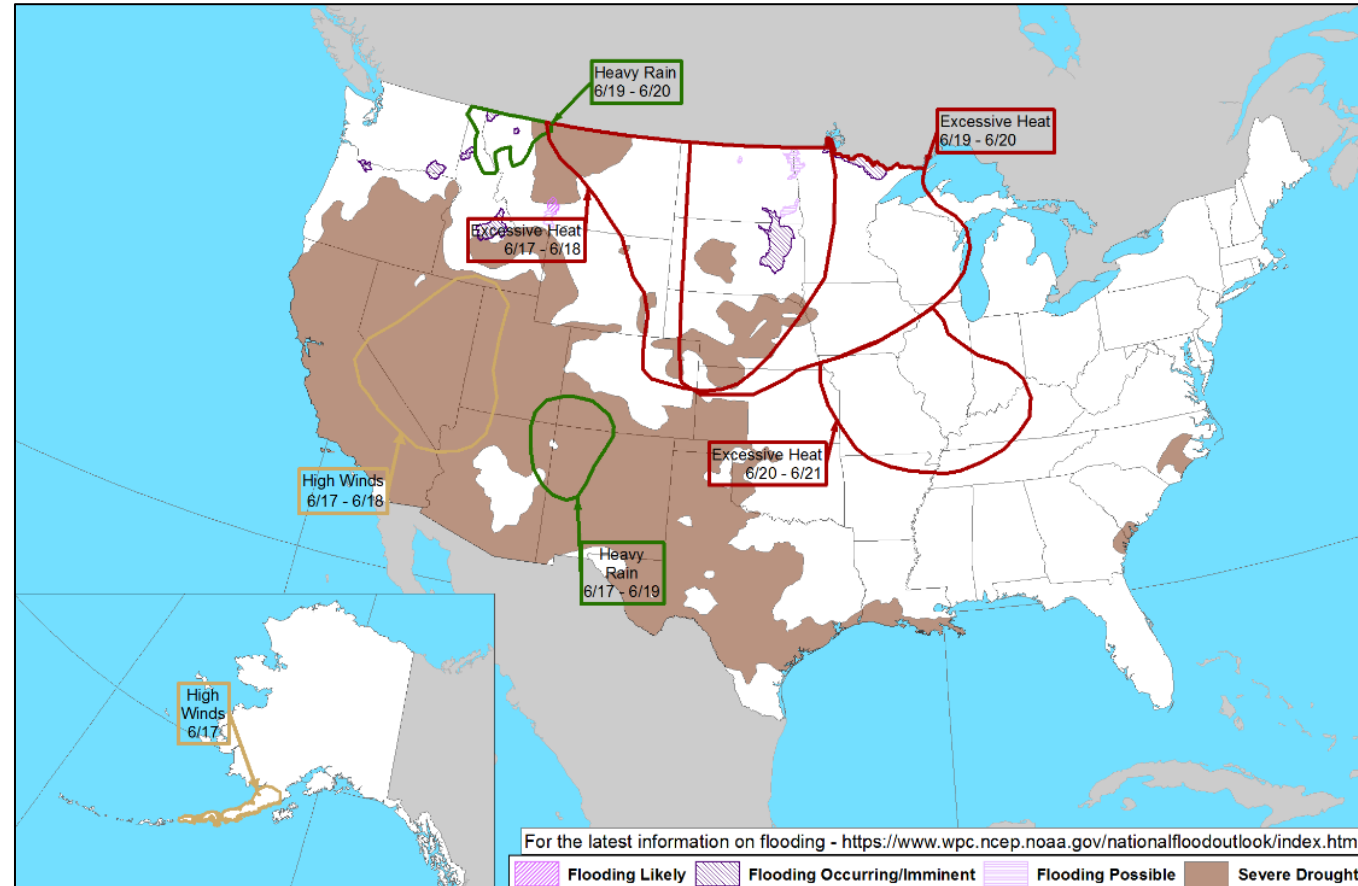 Heavy Rain
6/19 - 6/20
Excessive Heat
6/19 - 6/20
Excessive Heat
6/17 - 6/18
Excessive Heat
6/20 - 6/21
High Winds
6/17 - 6/18
Heavy
Rain
6/17 - 6/19
High
Winds
6/17
For the latest information on flooding - https://www.wpc.ncep.noaa.gov/nationalfloodoutlook/index.htm
Flooding Likely
Flooding Occurring/Imminent
Flooding Possible
Severe Drought